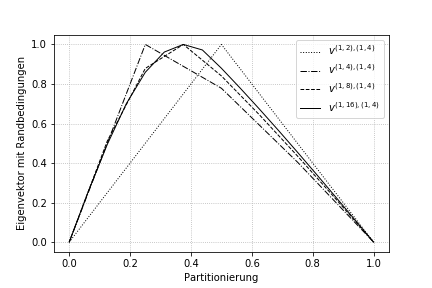 1.0
0.8
0.6
0.4
0.2
0.0
Eigenvektor mit Randbedingungen
v^{(1,2),(1,4)}
v^{(1,4),(1,4)}
v^{(1,8),(1,4)}
v^{(1,16),(1,4)}
0.0 0.2 0.4 0.6 0.8 1.0
Partitionierung